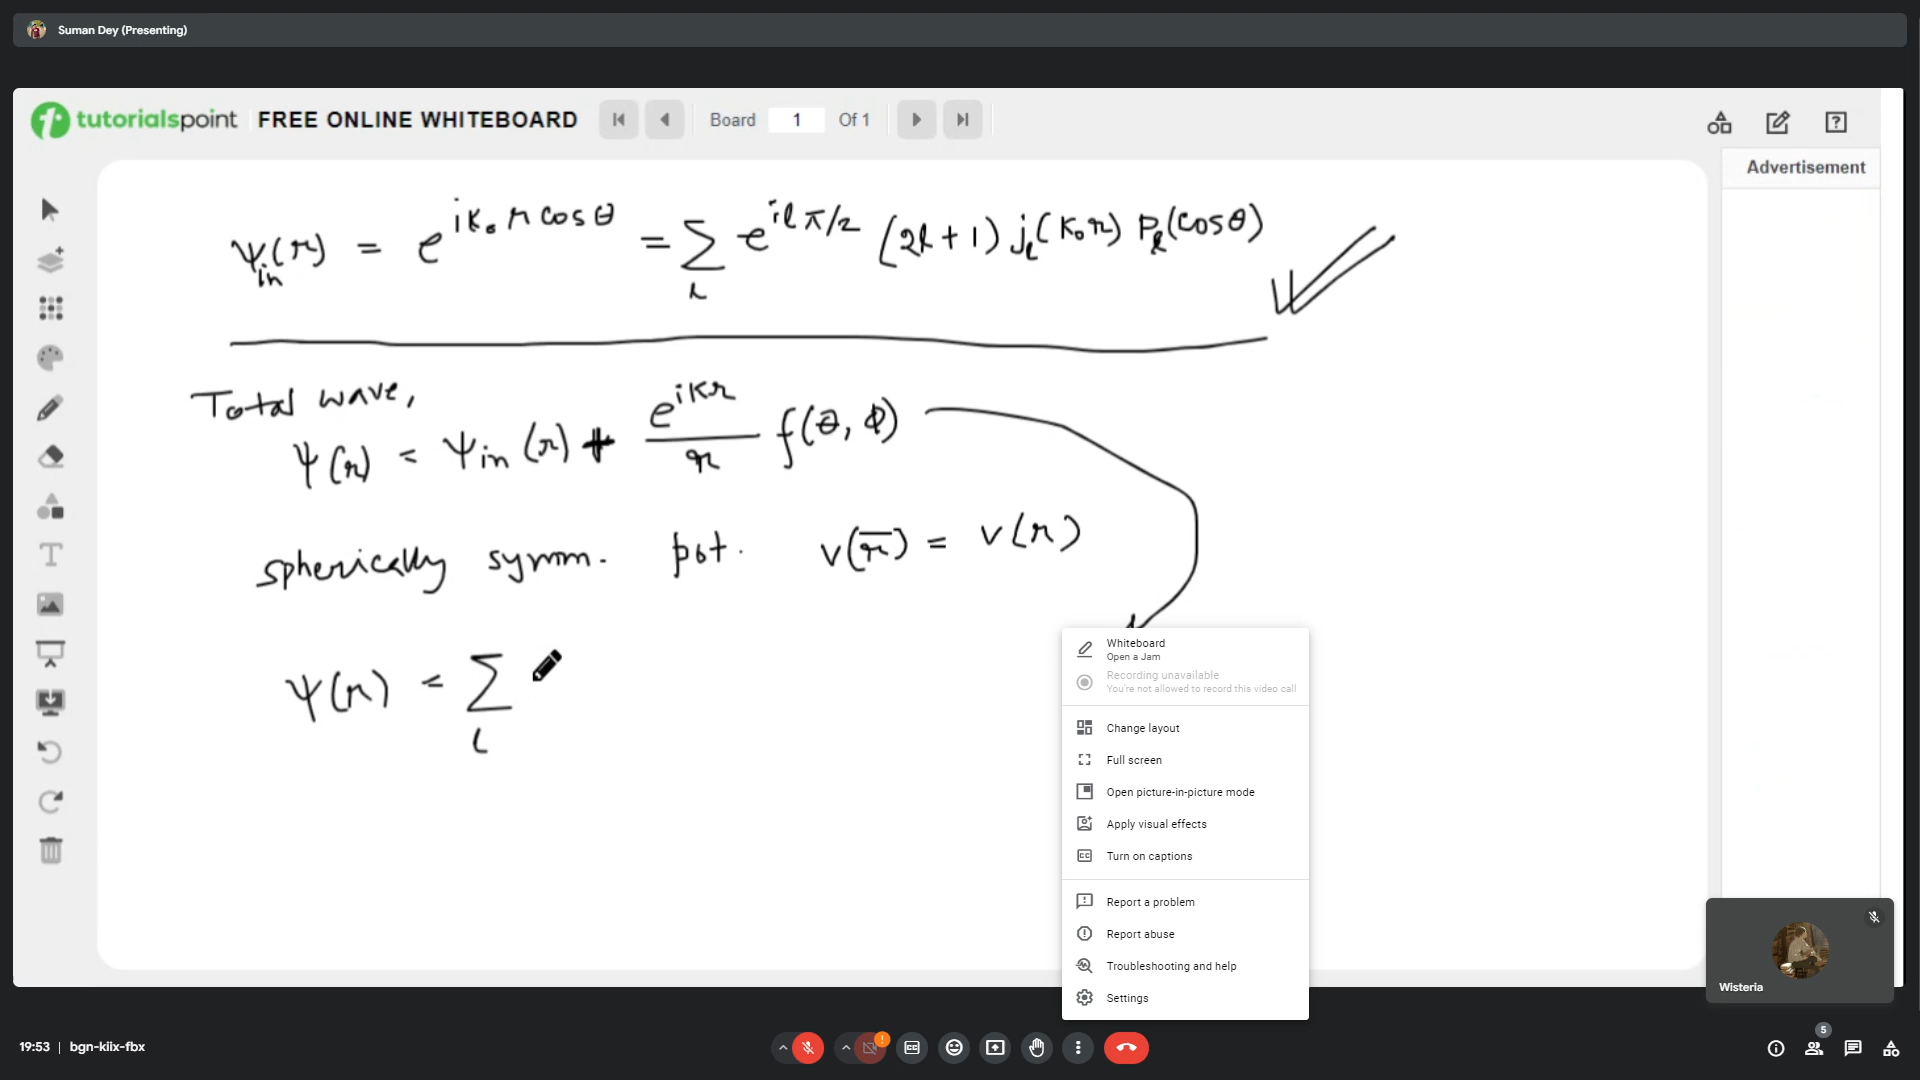 Suman Dey (Presenting)
tutorialspoint FREE ONLINE WHITEBOARD Board 1 Of 1
Advertisement
ψ_in(r) = e^{ik₀ r cosθ} = Σ_l e^{ilπ/2} (2l+1) j_l(k₀r) P_l(cosθ)
Total wave,
ψ(r) = ψ_in(r) + e^{ikr}/r f(θ, φ)
spherically symm. pot. V(r̅) = V(r)
ψ(r) = Σ_l
Whiteboard
Open a Jam
Recording unavailable
You're not allowed to record this video call
Change layout
Full screen
Open picture-in-picture mode
Apply visual effects
Turn on captions
Report a problem
Report abuse
Troubleshooting and help
Settings
Wisteria
19:53 | bgn-kiix-fbx
5